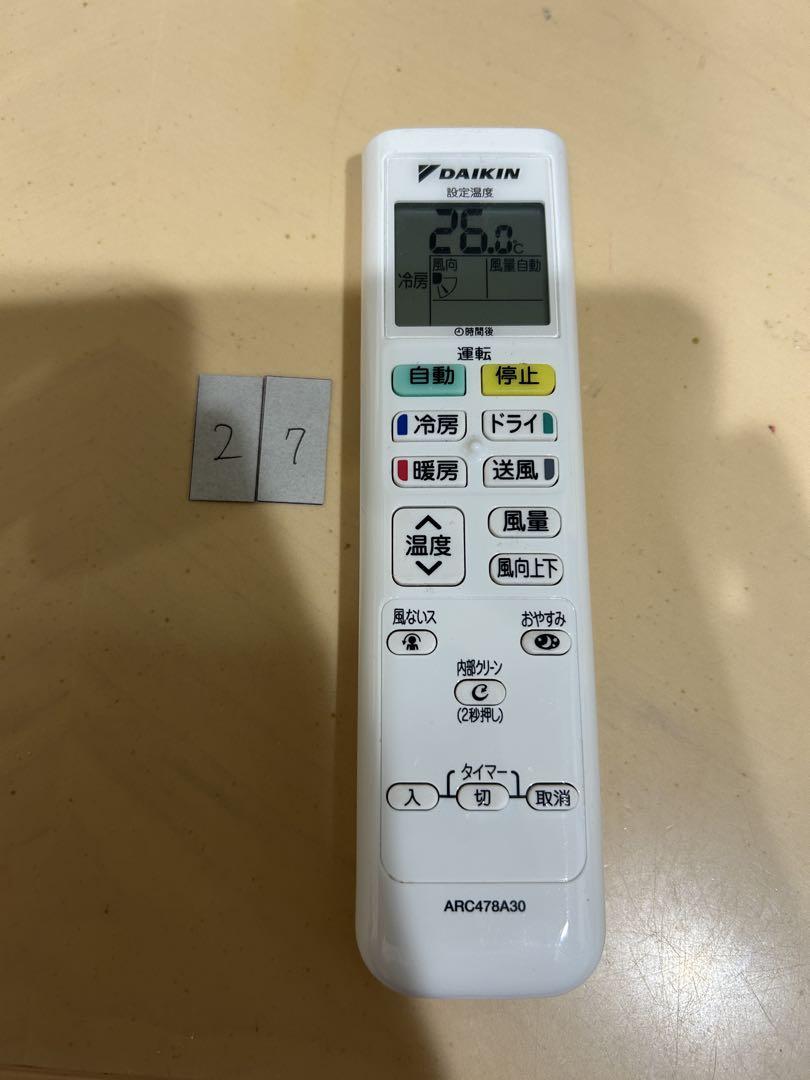 DAIKIN
設定温度
26.0℃
風向 風量自動
冷房
時間後
運転
自動 停止
冷房 ドライ
暖房 送風
温度 風量
風向上下
風ないス おやすみ
内部クリーン
(2秒押し)
タイマー
入 切 取消
ARC478A30
2 7